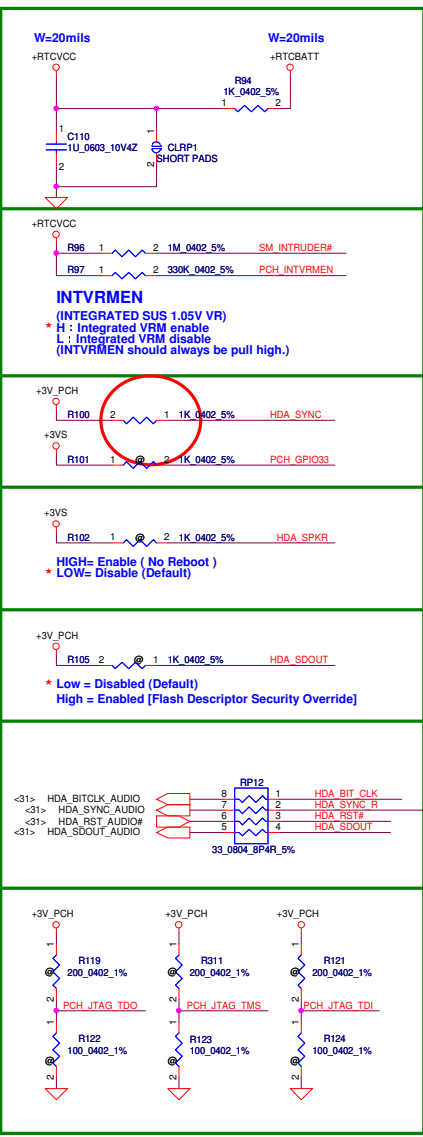 W=20mils W=20mils
+RTCVCC +RTCBATT
R94
1K_0402_5%
1 2
1
C110
1U_0603_10V4Z
2
1
CLRP1
2
SHORT PADS
+RTCVCC
R96 1 2 1M_0402_5% SM_INTRUDER#
R97 1 2 330K_0402_5% PCH_INTVRMEN
INTVRMEN
(INTEGRATED SUS 1.05V VR)
* H : Integrated VRM enable
L : Integrated VRM disable
(INTVRMEN should always be pull high.)
+3V_PCH
R100 2 1 1K_0402_5% HDA_SYNC
+3VS
R101 1 @ 2 1K_0402_5% PCH_GPIO33
+3VS
R102 1 @ 2 1K_0402_5% HDA_SPKR
HIGH= Enable ( No Reboot )
* LOW= Disable (Default)
+3V_PCH
R105 2 @ 1 1K_0402_5% HDA_SDOUT
* Low = Disabled (Default)
High = Enabled [Flash Descriptor Security Override]
RP12
<31> HDA_BITCLK_AUDIO 8 1 HDA_BIT_CLK
<31> HDA_SYNC_AUDIO 7 2 HDA_SYNC_R
<31> HDA_RST_AUDIO# 6 3 HDA_RST#
<31> HDA_SDOUT_AUDIO 5 4 HDA_SDOUT
33_0804_8P4R_5%
+3V_PCH +3V_PCH +3V_PCH
1 1 1
R119 R311 R121
@ 200_0402_1% @ 200_0402_1% @ 200_0402_1%
2 2 2
PCH_JTAG_TDO PCH_JTAG_TMS PCH_JTAG_TDI
1 1 1
R122 R123 R124
@ 100_0402_1% @ 100_0402_1% @ 100_0402_1%
2 2 2